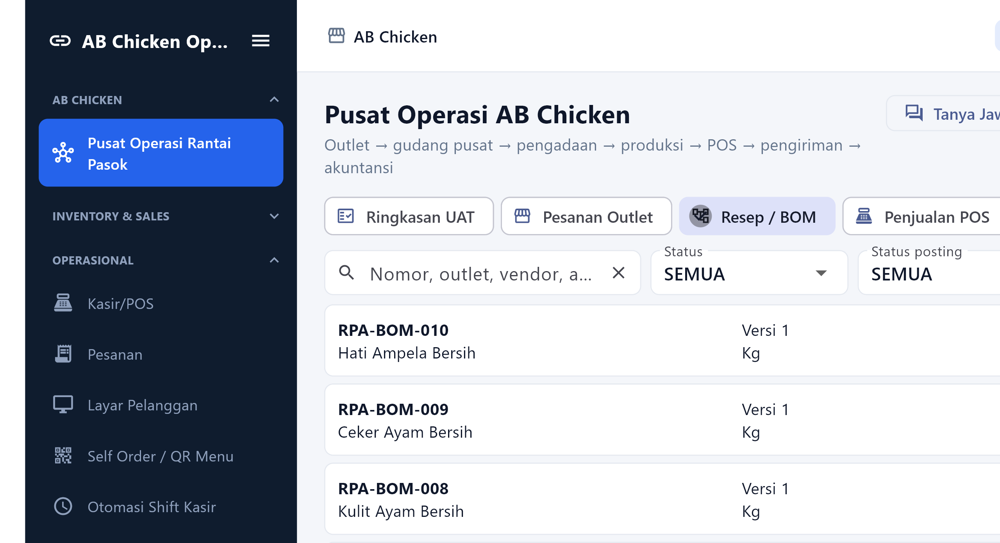 AB Chicken Op...
AB CHICKEN
Pusat Operasi Rantai
Pasok
INVENTORY & SALES
OPERASIONAL
Kasir/POS
Pesanan
Layar Pelanggan
Self Order / QR Menu
Otomasi Shift Kasir
AB Chicken
Pusat Operasi AB Chicken
Tanya Jaw
Outlet → gudang pusat → pengadaan → produksi → POS → pengiriman →
akuntansi
Ringkasan UAT
Pesanan Outlet
Resep / BOM
Penjualan POS
Nomor, outlet, vendor, a...
Status
SEMUA
Status posting
SEMUA
RPA-BOM-010
Versi 1
Hati Ampela Bersih
Kg
RPA-BOM-009
Versi 1
Ceker Ayam Bersih
Kg
RPA-BOM-008
Versi 1
Kulit Ayam Bersih
Kg